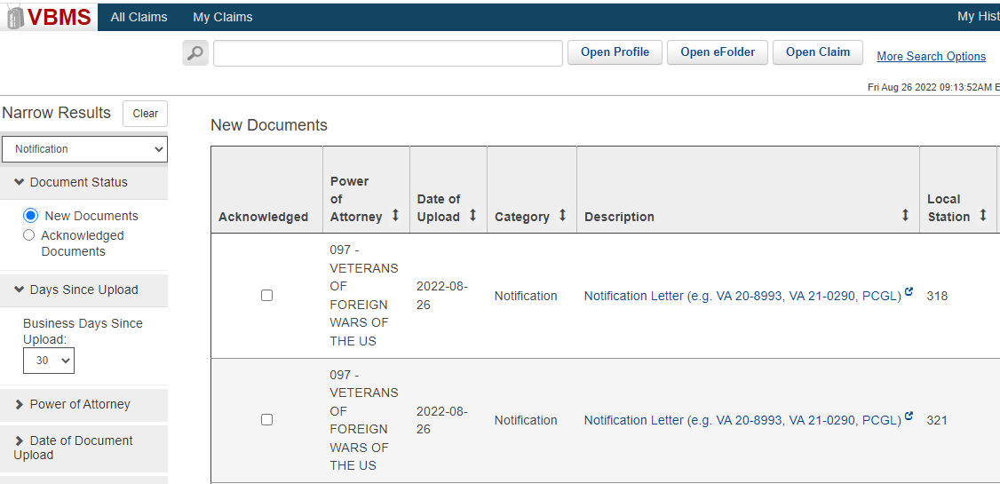 VBMS All Claims My Claims My Hist
Open Profile Open eFolder Open Claim More Search Options
Fri Aug 26 2022 09:13:52AM E
Narrow Results Clear
Notification
Document Status
New Documents
Acknowledged
Documents
Days Since Upload
Business Days Since
Upload:
30
Power of Attorney
Date of Document
Upload
New Documents
Acknowledged
Power
of
Attorney
Date of
Upload
Category
Description
Local
Station
097 -
VETERANS
OF
FOREIGN
WARS OF
THE US
2022-08-
26
Notification
Notification Letter (e.g. VA 20-8993, VA 21-0290, PCGL)
318
097 -
VETERANS
OF
FOREIGN
WARS OF
THE US
2022-08-
26
Notification
Notification Letter (e.g. VA 20-8993, VA 21-0290, PCGL)
321